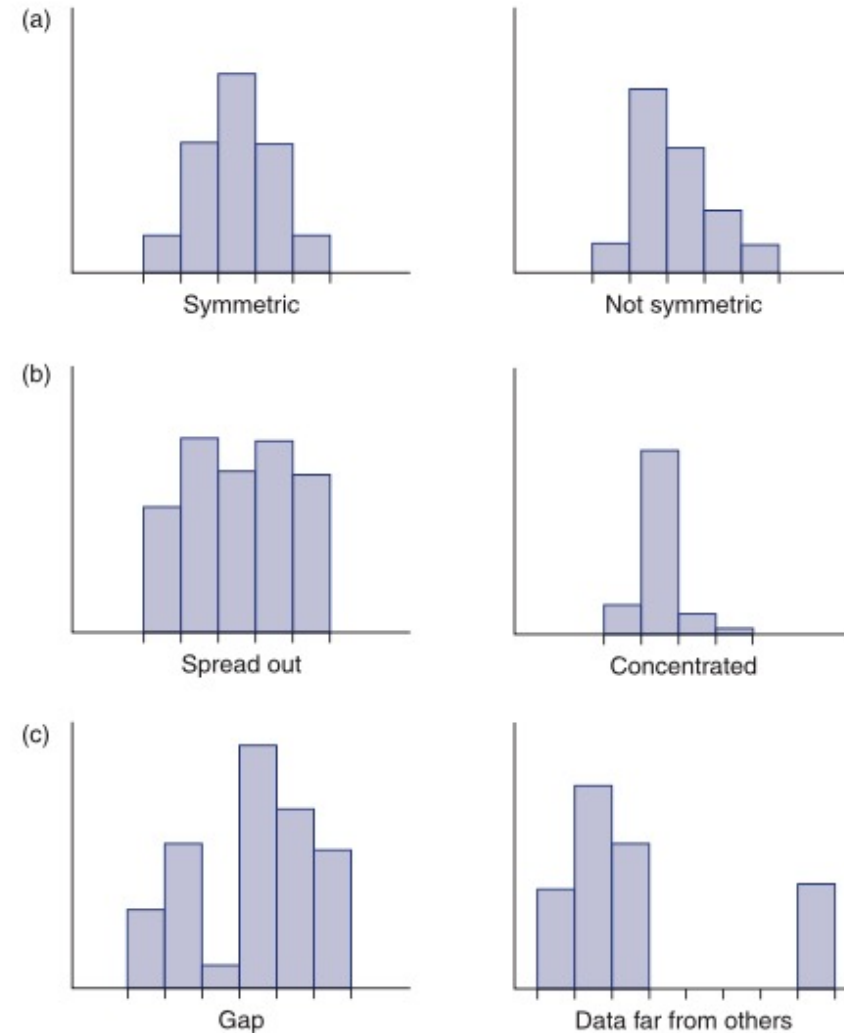 (a)
Symmetric
Not symmetric
(b)
Spread out
Concentrated
(c)
Gap
Data far from others